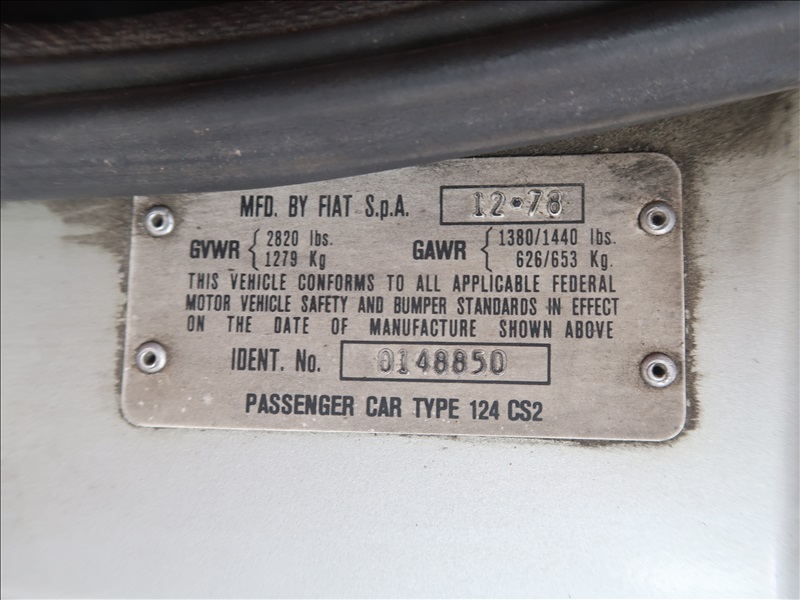 MFD. BY FIAT S.p.A. 12•78
GVWR { 2820 lbs. GAWR { 1380/1440 lbs.
1279 Kg 626/653 Kg.
THIS VEHICLE CONFORMS TO ALL APPLICABLE FEDERAL
MOTOR VEHICLE SAFETY AND BUMPER STANDARDS IN EFFECT
ON THE DATE OF MANUFACTURE SHOWN ABOVE
IDENT. No. 0148850
PASSENGER CAR TYPE 124 CS2